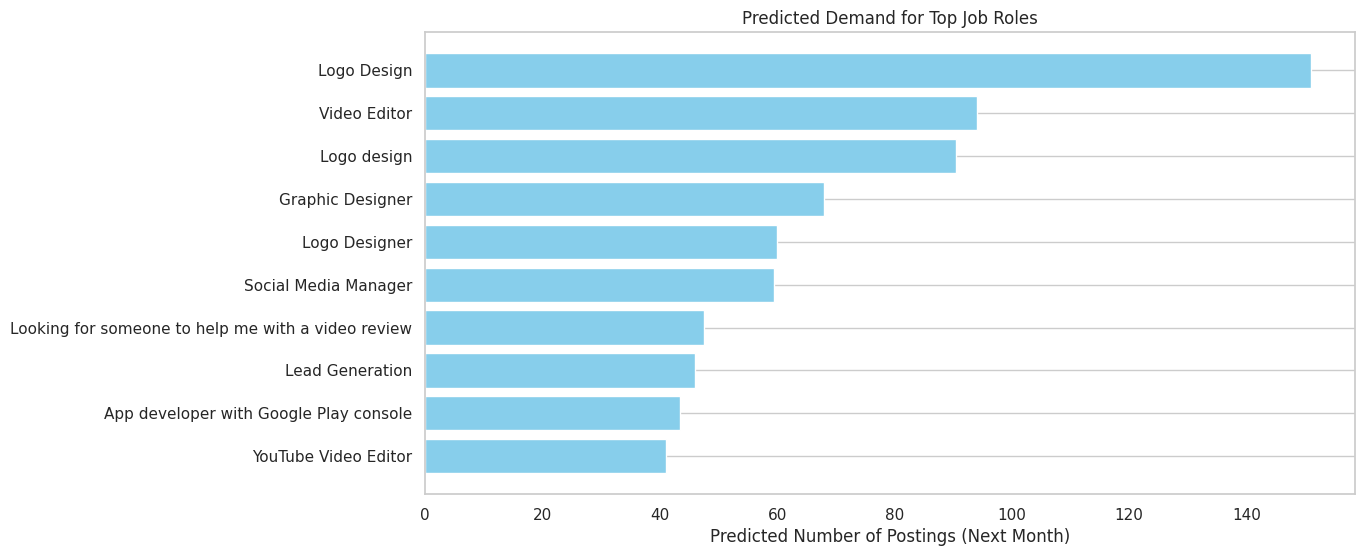 Predicted Demand for Top Job Roles
Logo Design
Video Editor
Logo design
Graphic Designer
Logo Designer
Social Media Manager
Looking for someone to help me with a video review
Lead Generation
App developer with Google Play console
YouTube Video Editor
0 20 40 60 80 100 120 140
Predicted Number of Postings (Next Month)